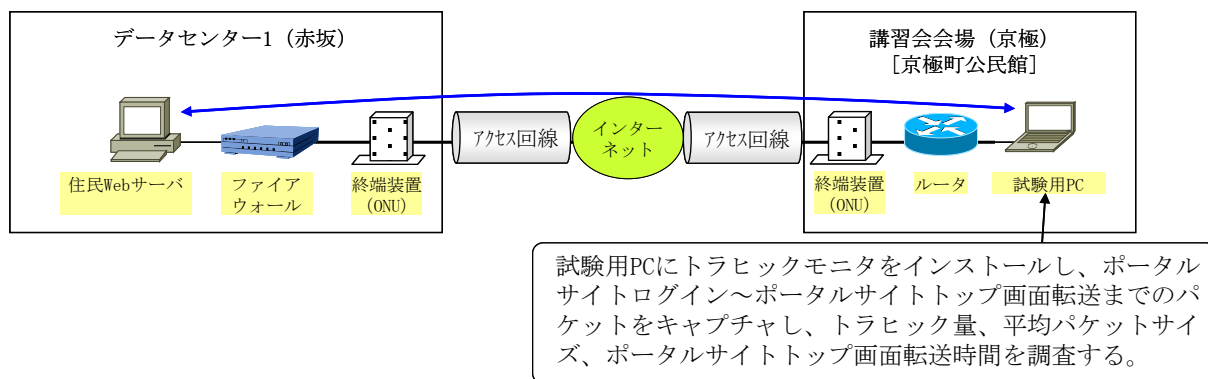 データセンター1（赤坂）
講習会会場（京極）
［京極町公民館］
アクセス回線
インター
ネット
アクセス回線
住民Webサーバ
ファイア
ウォール
終端装置
(ONU)
終端装置
(ONU)
ルータ
試験用PC
試験用PCにトラヒックモニタをインストールし、ポータル
サイトログイン～ポータルサイトトップ画面転送までのパ
ケットをキャプチャし、トラヒック量、平均パケットサイ
ズ、ポータルサイトトップ画面転送時間を調査する。